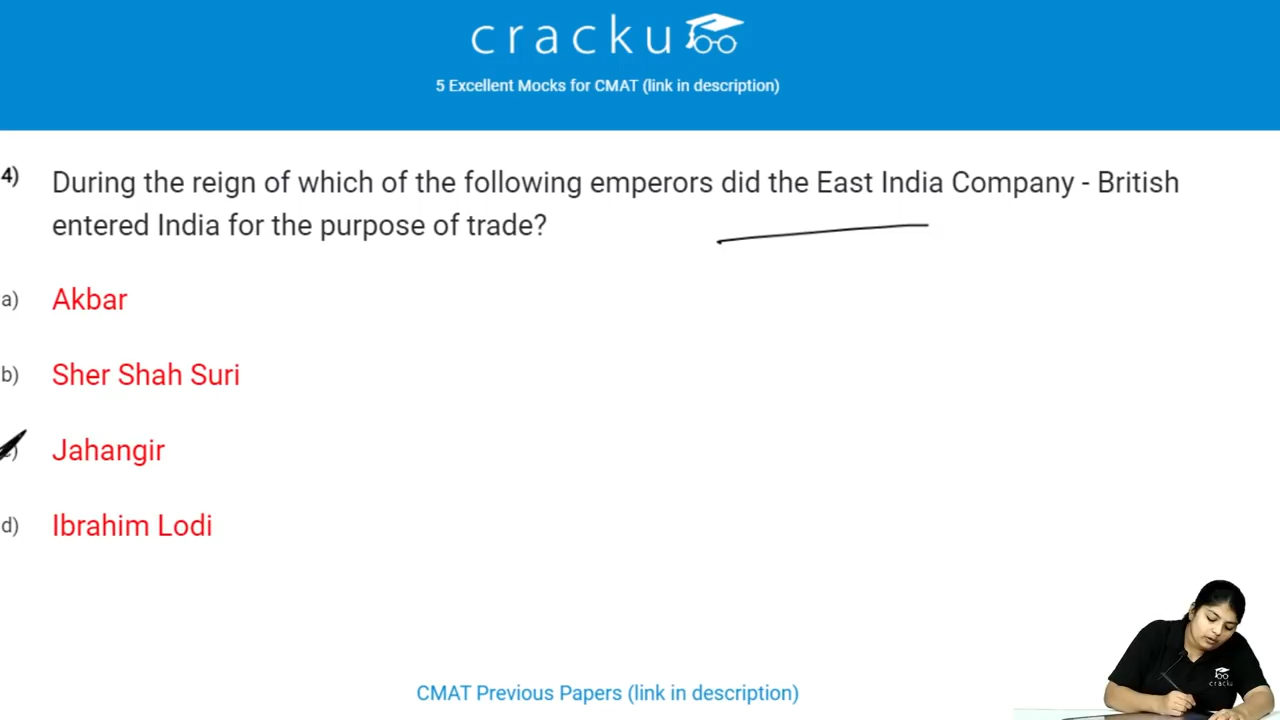 cracku
5 Excellent Mocks for CMAT (link in description)
4) During the reign of which of the following emperors did the East India Company - British
entered India for the purpose of trade?
a) Akbar
b) Sher Shah Suri
c) Jahangir
d) Ibrahim Lodi
cracku
CMAT Previous Papers (link in description)